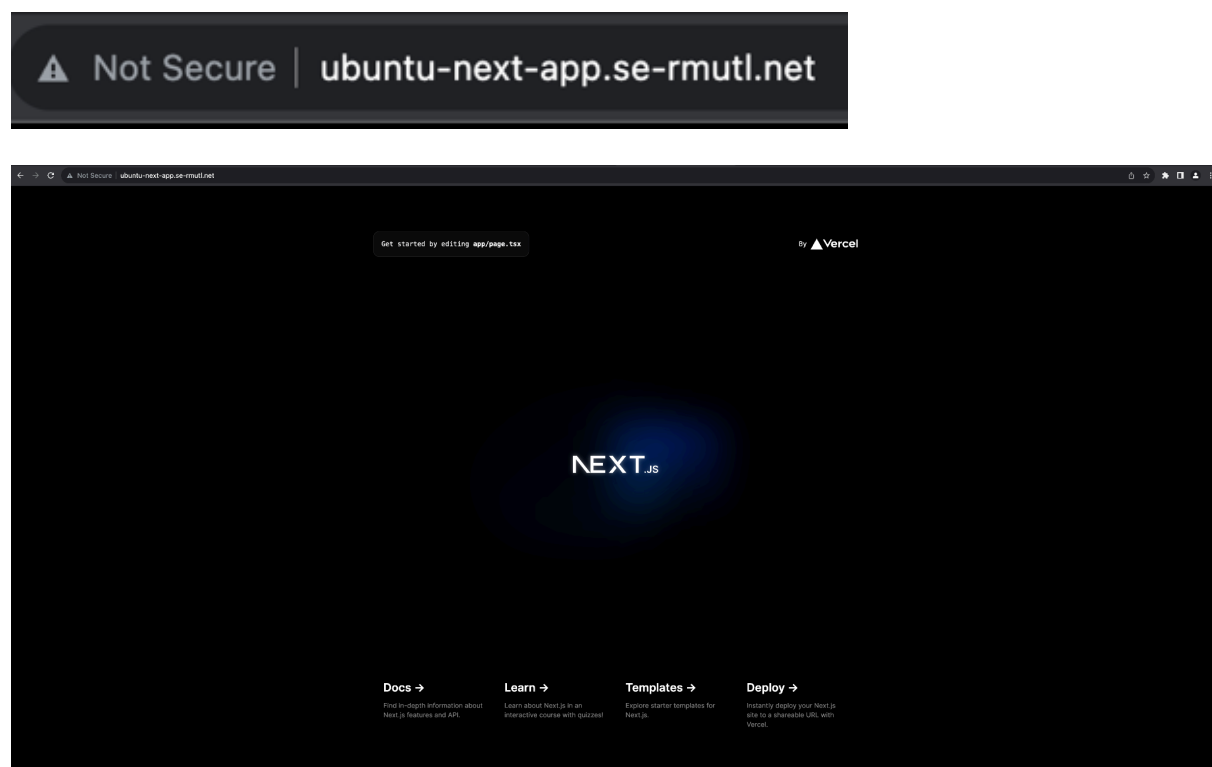 Not Secure | ubuntu-next-app.se-rmutl.net
Not Secure | ubuntu-next-app.se-rmutl.net
Get started by editing app/page.tsx
By Vercel
NEXT.JS
Docs →
Find in-depth information about
Next.js features and API.
Learn →
Learn about Next.js in an
interactive course with quizzes!
Templates →
Explore starter templates for
Next.js.
Deploy →
Instantly deploy your Next.js
site to a shareable URL with
Vercel.